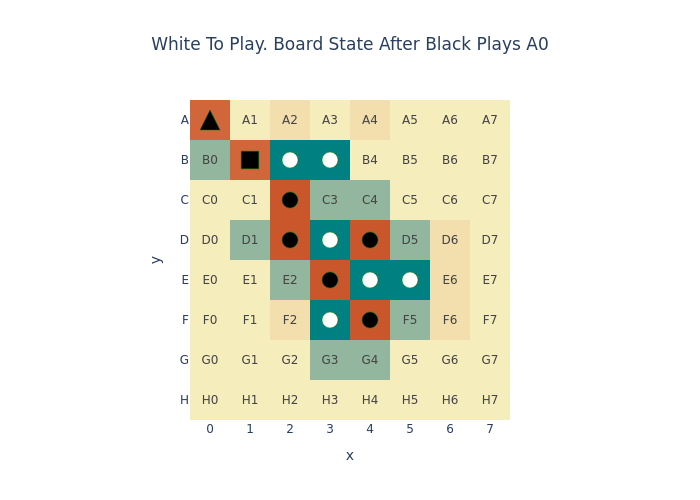 White To Play. Board State After Black Plays A0
A A1 A2 A3 A4 A5 A6 A7
B B0 B4 B5 B6 B7
C C0 C1 C3 C4 C5 C6 C7
D D0 D1 D5 D6 D7
E E0 E1 E2 E6 E7
F F0 F1 F2 F5 F6 F7
G G0 G1 G2 G3 G4 G5 G6 G7
H H0 H1 H2 H3 H4 H5 H6 H7
0 1 2 3 4 5 6 7
x
y